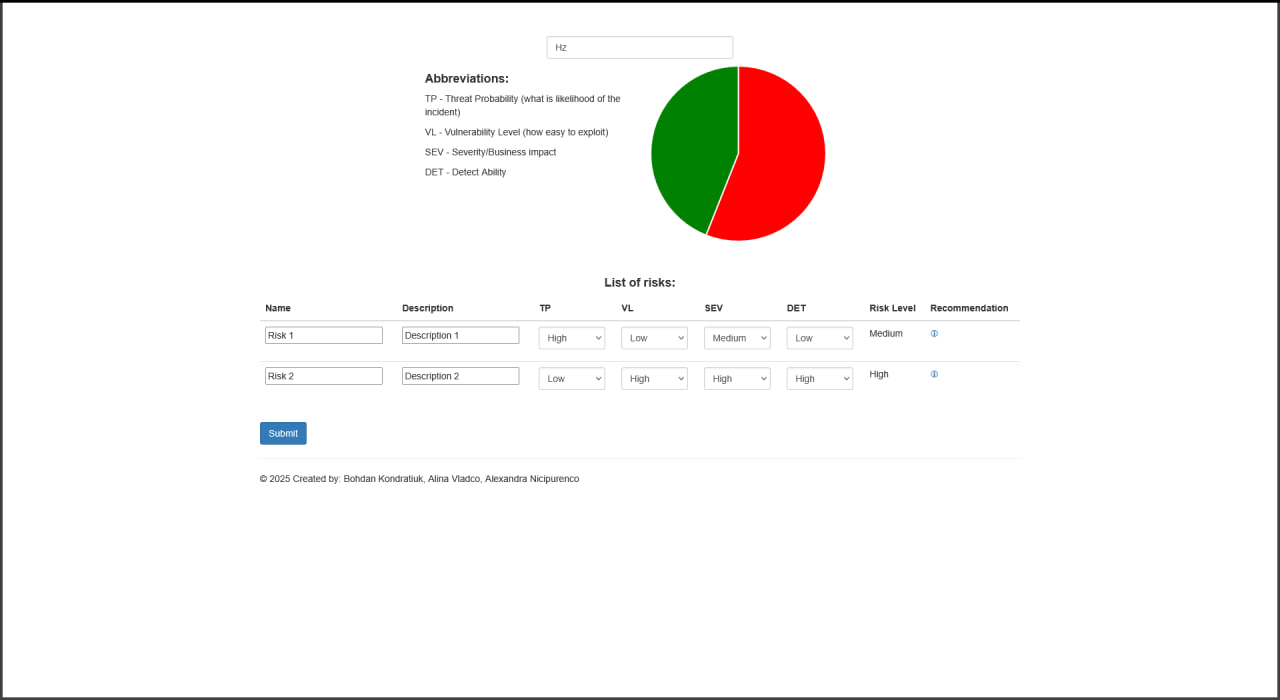 Hz
Abbreviations:
TP - Threat Probability (what is likelihood of the
incident)
VL - Vulnerability Level (how easy to exploit)
SEV - Severity/Business impact
DET - Detect Ability
List of risks:
Name Description TP VL SEV DET Risk Level Recommendation
Risk 1 Description 1 High Low Medium Low Medium
Risk 2 Description 2 Low High High High High
Submit
© 2025 Created by: Bohdan Kondratiuk, Alina Vladco, Alexandra Nicipurenco